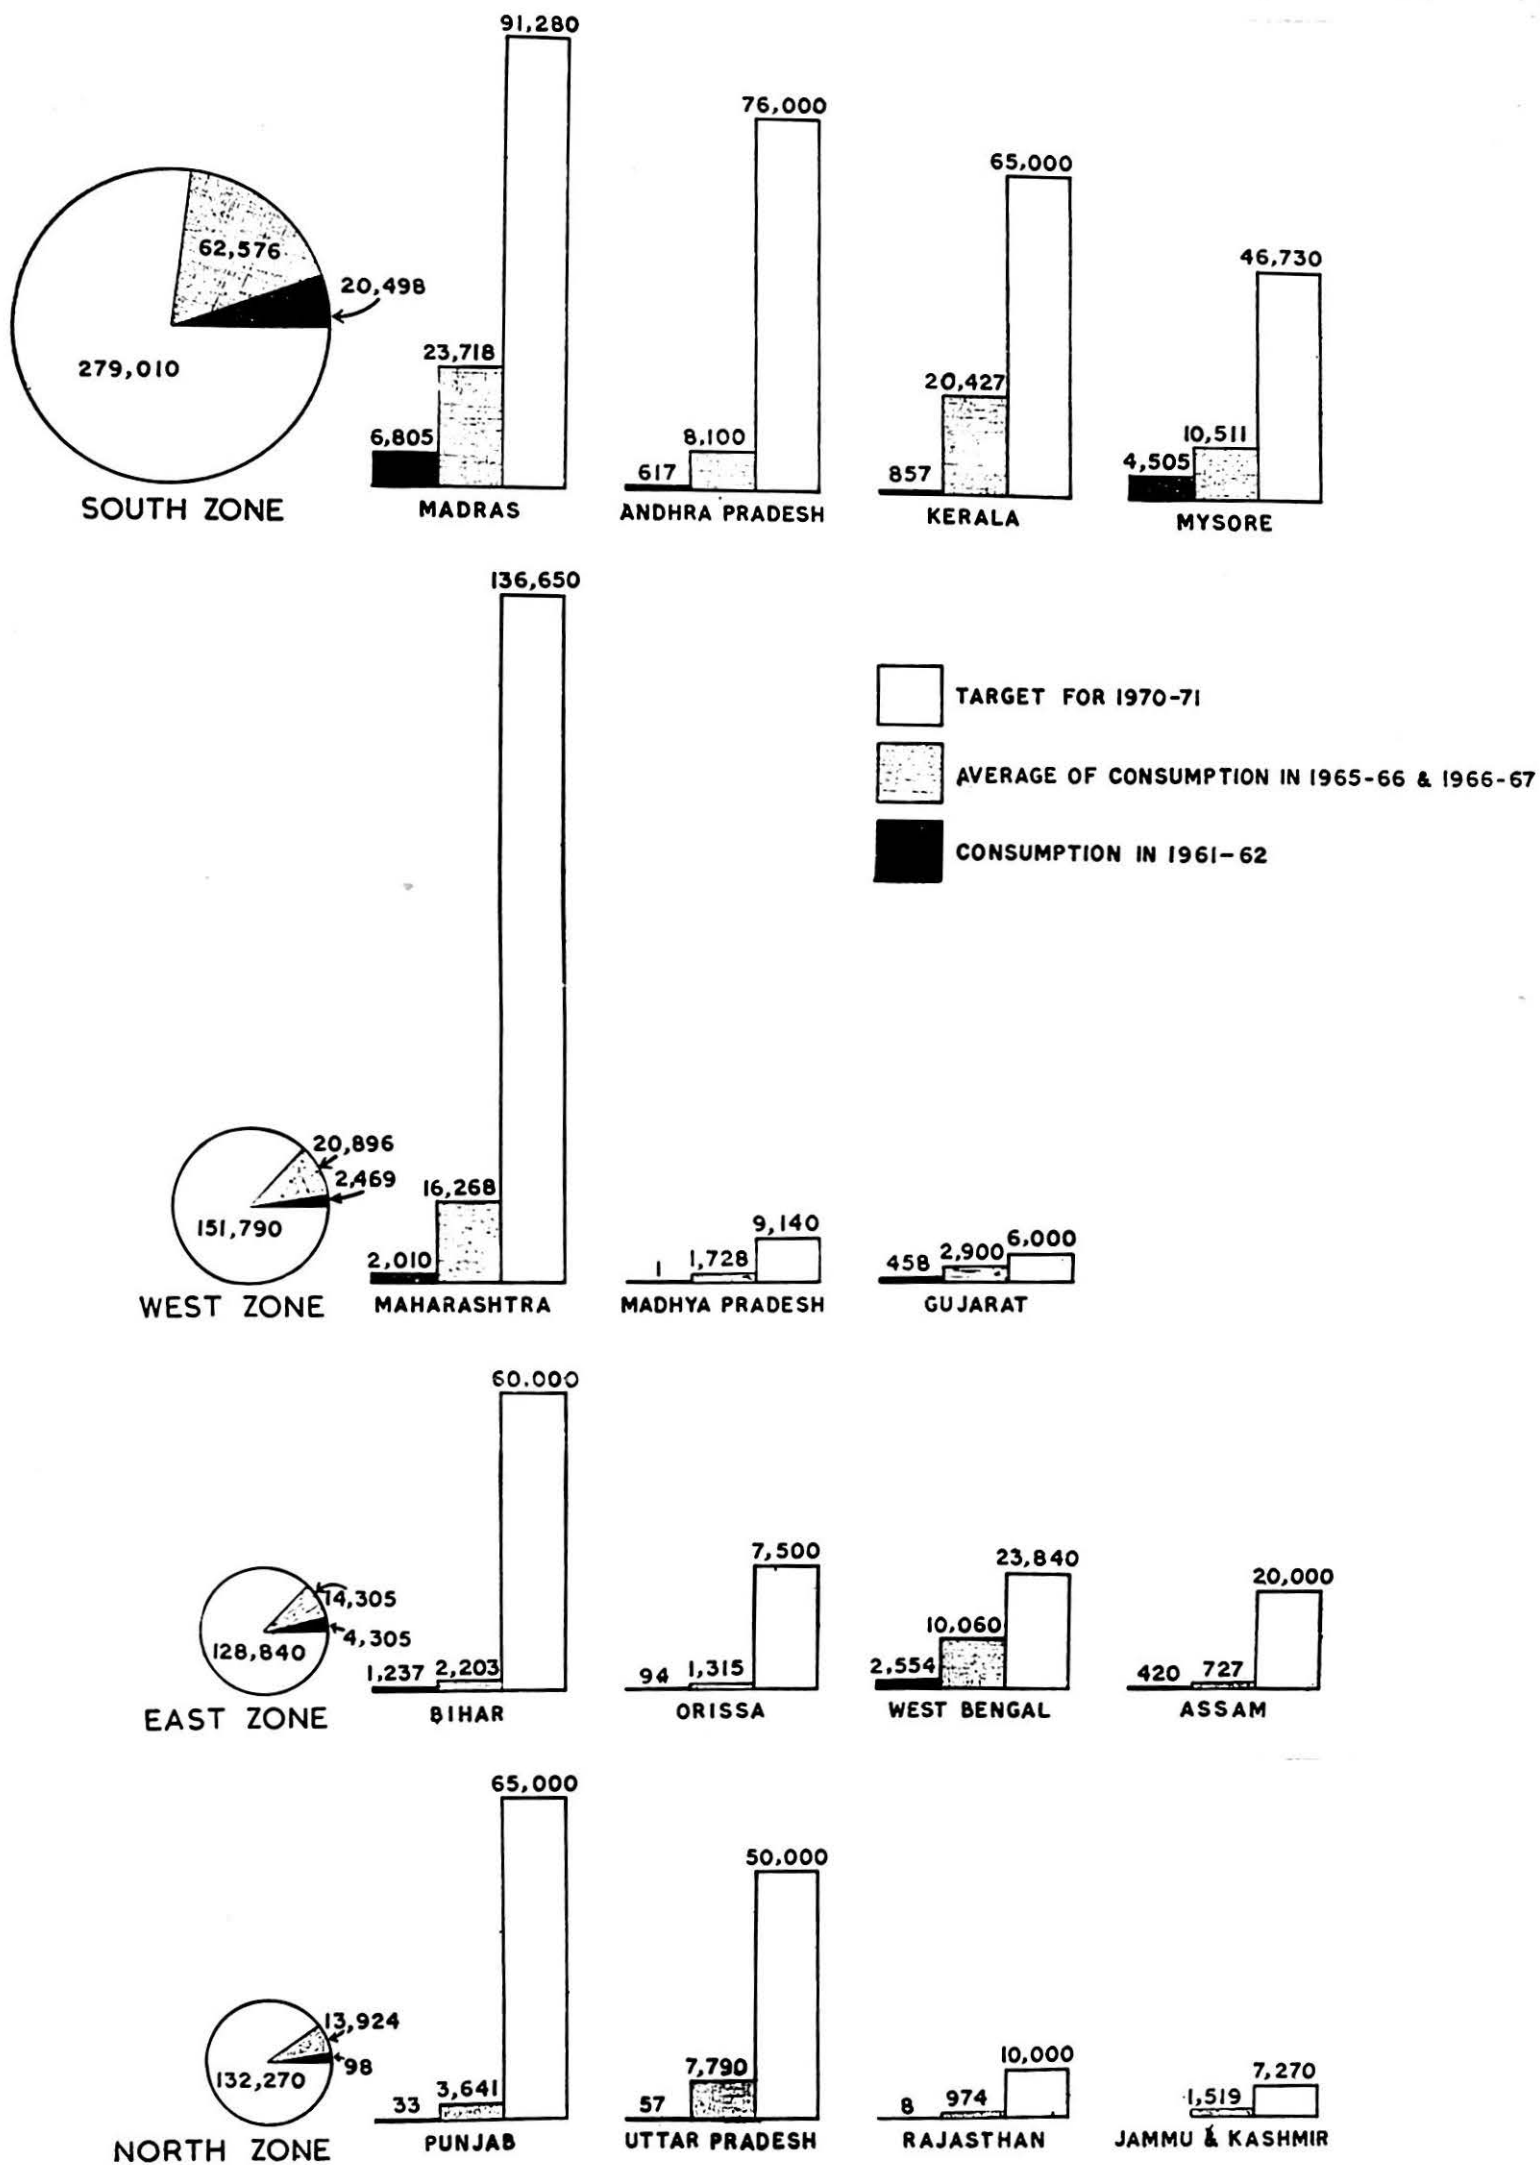 91,280
76,000
65,000
46,730
62,576
20,498
279,010
23,718
6,805
8,100
617
20,427
857
10,511
4,505
SOUTH ZONE
MADRAS
ANDHRA PRADESH
KERALA
MYSORE
136,650
TARGET FOR 1970-71
AVERAGE OF CONSUMPTION IN 1965-66 & 1966-67
CONSUMPTION IN 1961-62
20,896
2,469
151,790
16,268
2,010
9,140
1,728
1
6,000
2,900
458
WEST ZONE
MAHARASHTRA
MADHYA PRADESH
GUJARAT
60.000
7,500
23,840
20,000
14,305
4,305
128,840
1,237
2,203
94
1,315
10,060
2,554
420
727
EAST ZONE
BIHAR
ORISSA
WEST BENGAL
ASSAM
65,000
50,000
10,000
7,270
13,924
98
132,270
33
3,641
57
7,790
8
974
1,519
NORTH ZONE
PUNJAB
UTTAR PRADESH
RAJASTHAN
JAMMU & KASHMIR